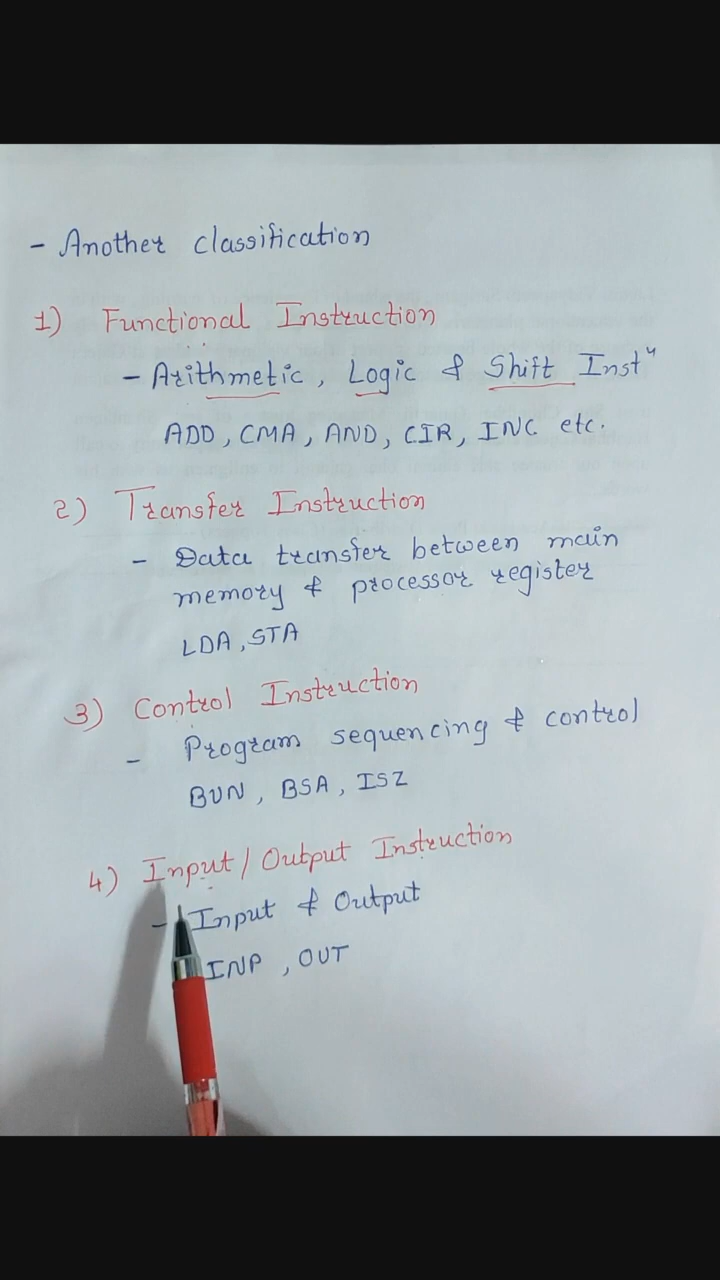 - Another classification
1) Functional Instruction
- Arithmetic, Logic & Shift Instⁿ
ADD, CMA, AND, CIR, INC etc.
2) Transfer Instruction
- Data transfer between main
memory & processor register
LDA, STA
3) Control Instruction
- Program sequencing & control
BUN, BSA, ISZ
4) Input/Output Instruction
- Input & Output
INP, OUT